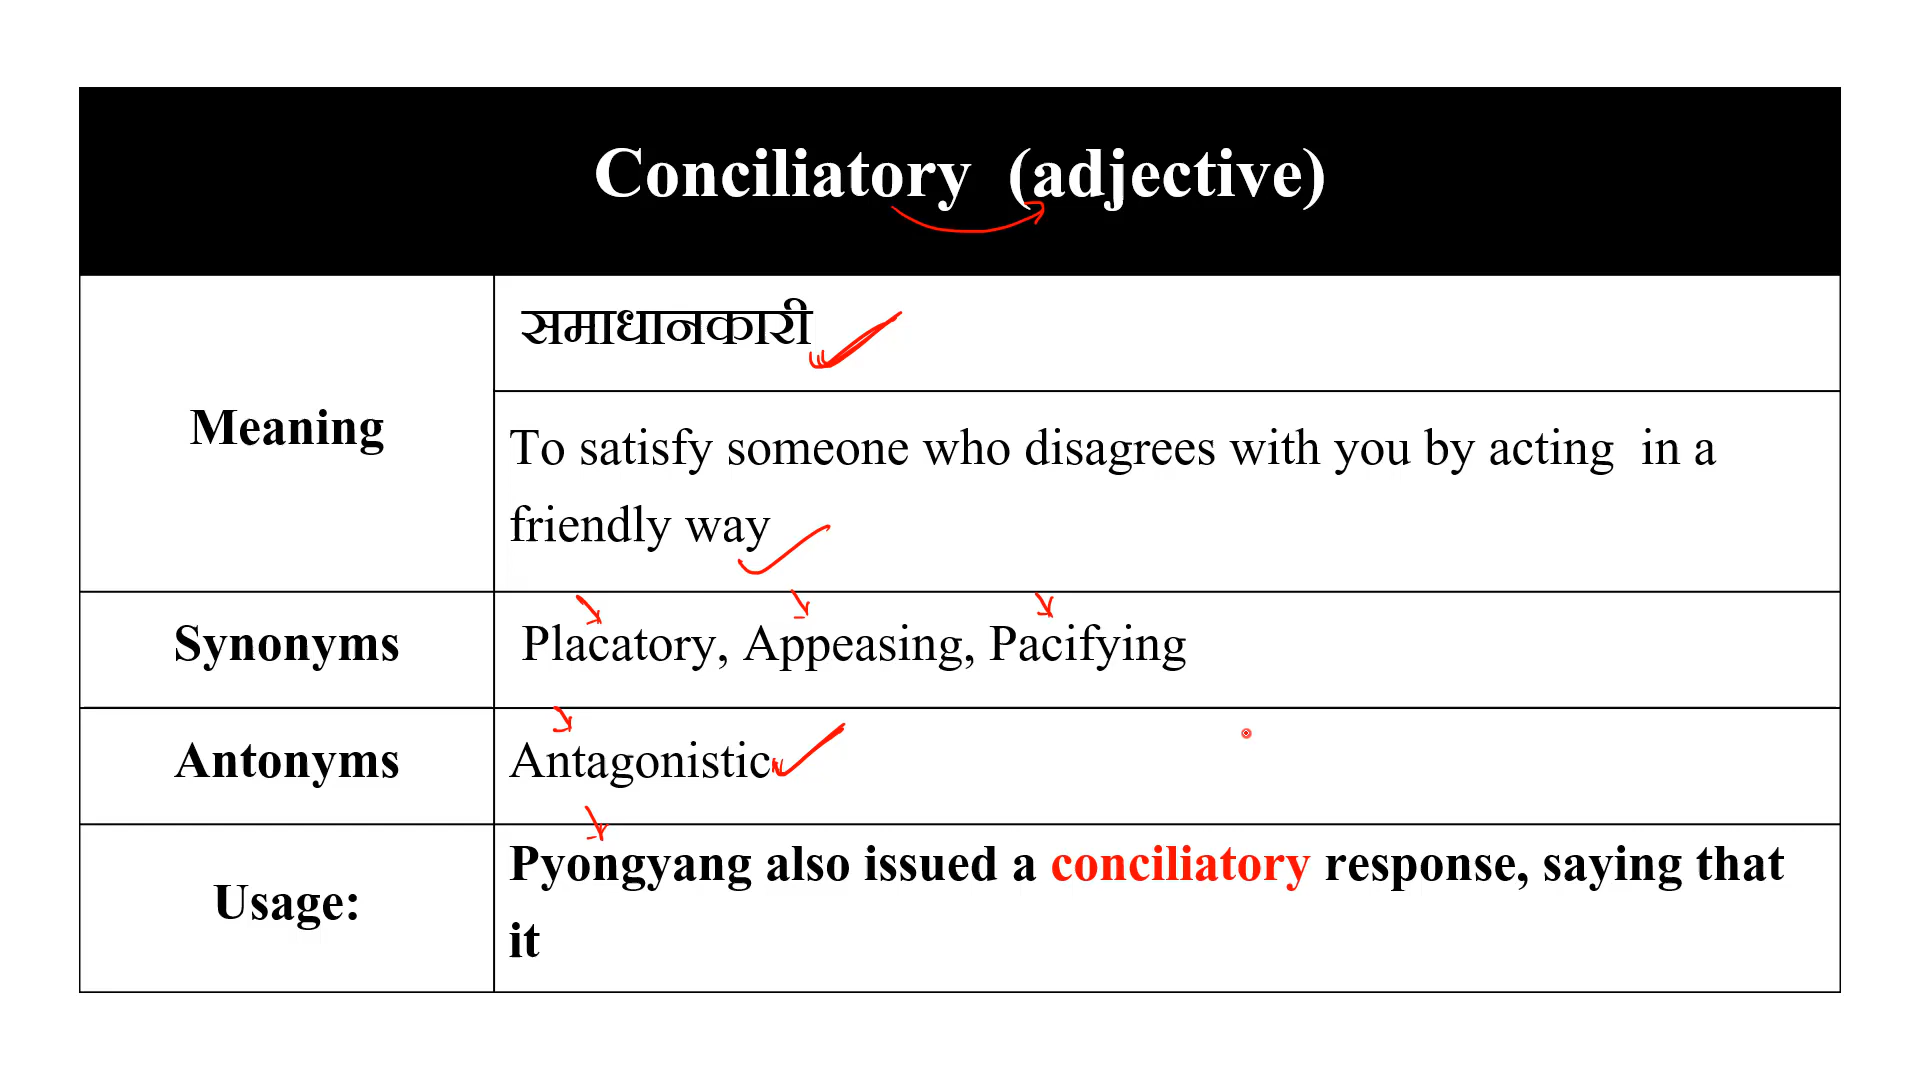 Conciliatory (adjective)
समाधानकारी
Meaning
To satisfy someone who disagrees with you by acting in a
friendly way
Synonyms
Placatory, Appeasing, Pacifying
Antonyms
Antagonistic
Usage:
Pyongyang also issued a conciliatory response, saying that
it